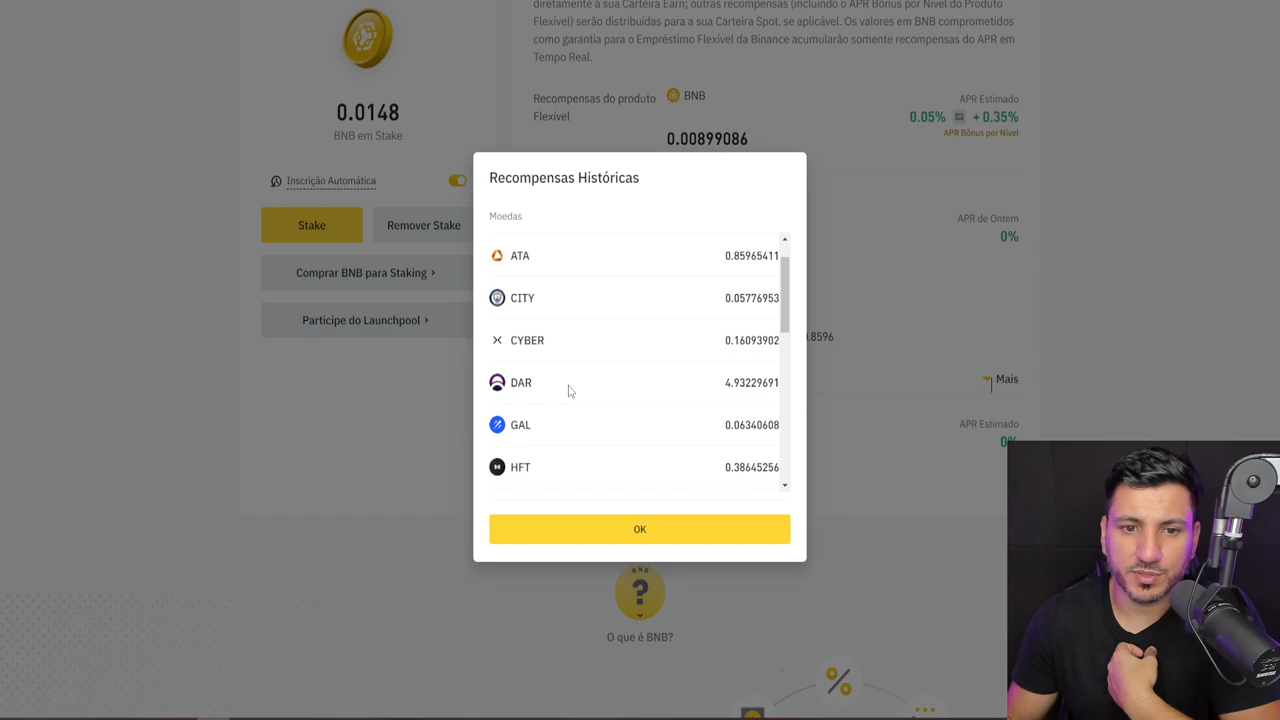 diretamente à sua Carteira Earn; outras recompensas (incluindo o APR Bônus por Nível do Produto
Flexível) serão distribuídas para a sua Carteira Spot, se aplicável. Os valores em BNB comprometidos
como garantia para o Empréstimo Flexível da Binance acumularão somente recompensas do APR em
Tempo Real.
0.0148
BNB em Stake
Inscrição Automática
Stake
Remover Stake
Comprar BNB para Staking ›
Participe do Launchpool ›
Recompensas do produto
Flexível
BNB
0.00899086
APR Estimado
0.05% + 0.35%
APR Bônus por Nível
APR de Ontem
0%
.8596
Mais
APR Estimado
0%
Recompensas Históricas
Moedas
ATA 0.85965411
CITY 0.05776953
CYBER 0.16093902
DAR 4.93229691
GAL 0.06340608
HFT 0.38645256
OK
BNB
?
O que é BNB?
%